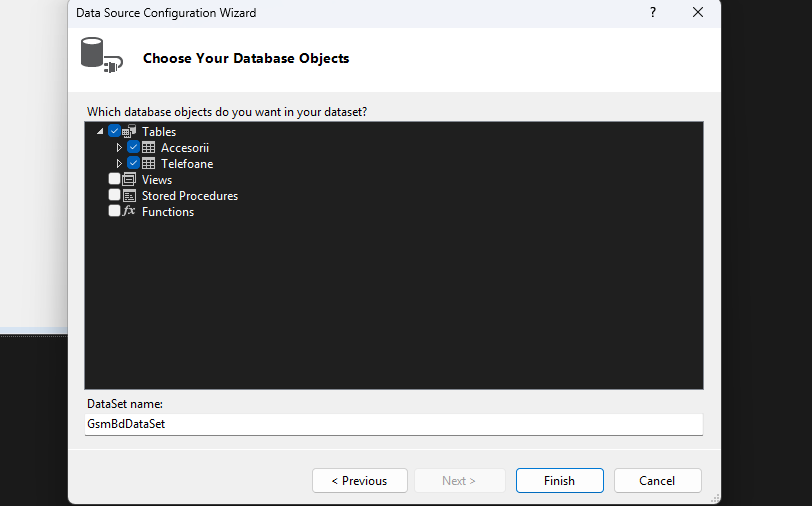 Data Source Configuration Wizard
?
Choose Your Database Objects
Which database objects do you want in your dataset?
Tables
Accesorii
Telefoane
Views
Stored Procedures
fx Functions
DataSet name:
GsmBdDataSet
< Previous
Next >
Finish
Cancel